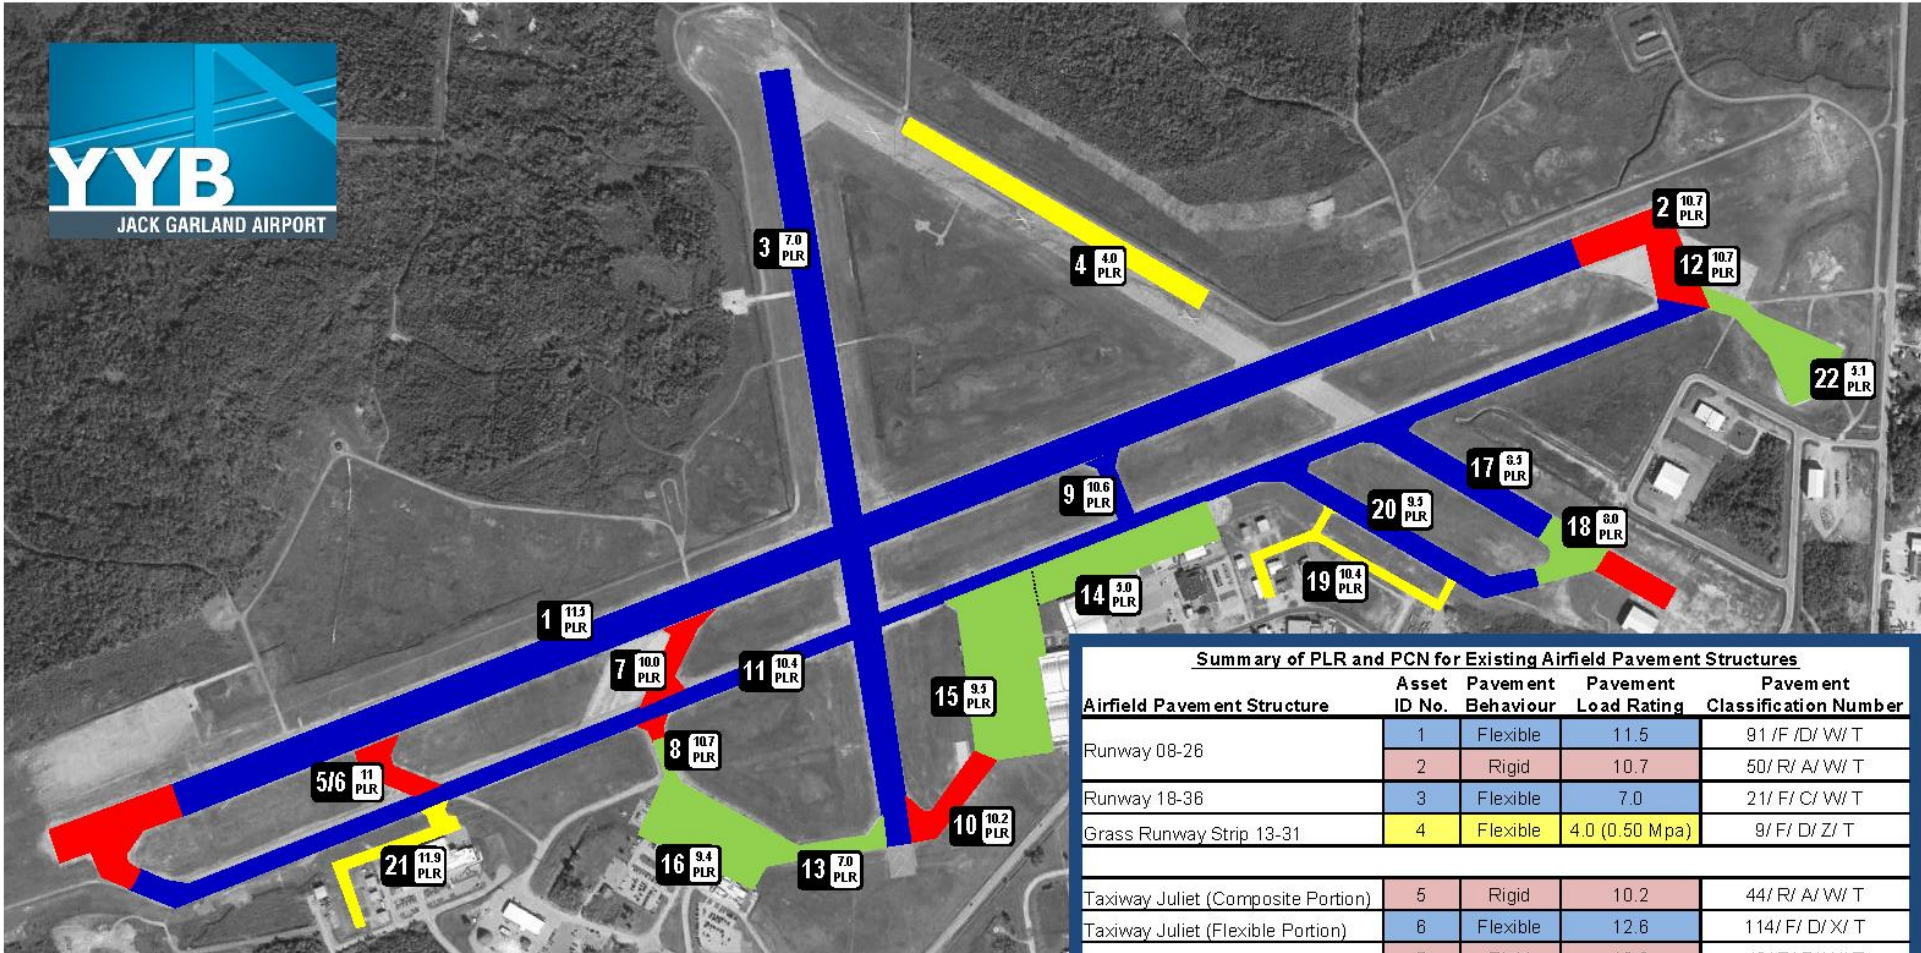 YYB
JACK GARLAND AIRPORT
2 10.7 PLR
3 7.0 PLR
4 4.0 PLR
12 10.7 PLR
22 5.1 PLR
17 8.5 PLR
9 10.6 PLR
20 9.5 PLR
18 8.0 PLR
19 10.4 PLR
14 5.0 PLR
1 11.5 PLR
7 10.0 PLR
11 10.4 PLR
15 9.5 PLR
8 10.7 PLR
5/6 11 PLR
10 10.2 PLR
21 11.9 PLR
16 9.4 PLR
13 7.0 PLR
Summary of PLR and PCN for Existing Airfield Pavement Structures
Airfield Pavement Structure Asset ID No. Pavement Behaviour Pavement Load Rating Pavement Classification Number
Runway 08-26 1 Flexible 11.5 91 /F /D/ W/ T
2 Rigid 10.7 50/ R/ A/ W/ T
Runway 18-36 3 Flexible 7.0 21/ F/ C/ W/ T
Grass Runway Strip 13-31 4 Flexible 4.0 (0.50 Mpa) 9/ F/ D/ Z/ T
Taxiway Juliet (Composite Portion) 5 Rigid 10.2 44/ R/ A/ W/ T
Taxiway Juliet (Flexible Portion) 6 Flexible 12.6 114/ F/ D/ X/ T